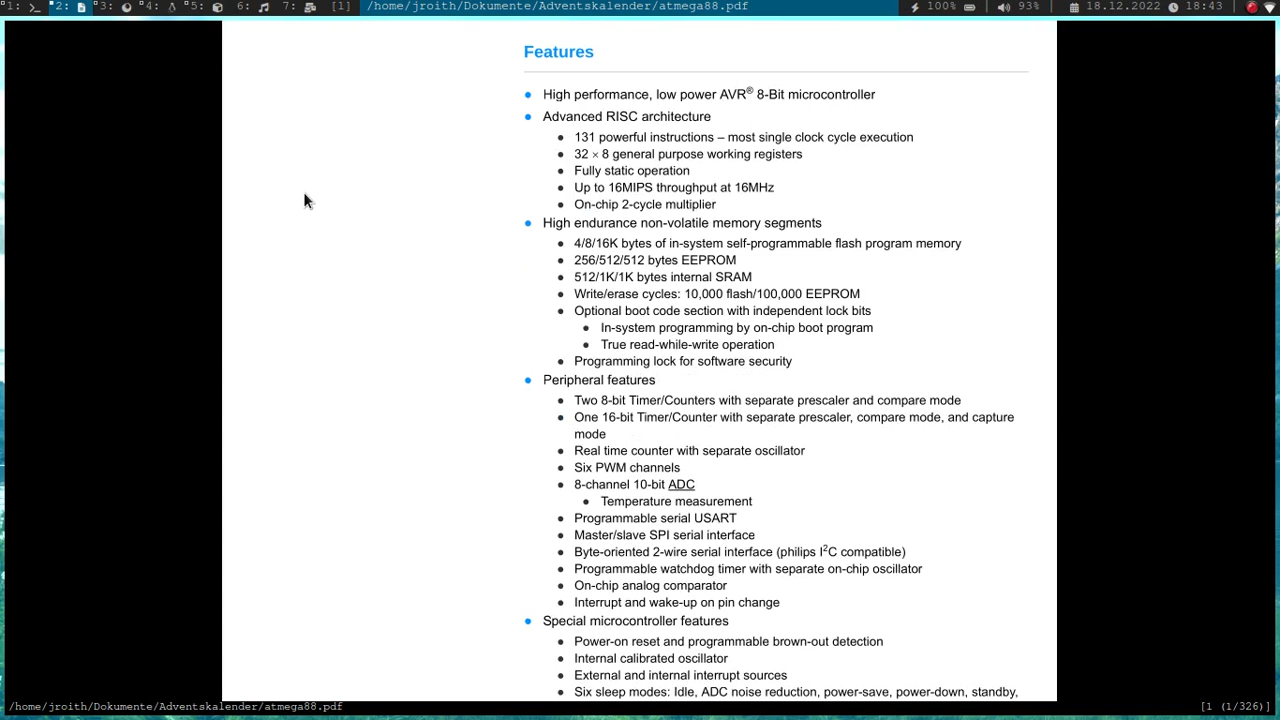 1: 2: 3: 4: 5: 6: 7: [1] /home/jroith/Dokumente/Adventskalender/atmega88.pdf 100% 93% 18.12.2022 18:43
Features
High performance, low power AVR® 8-Bit microcontroller
Advanced RISC architecture
131 powerful instructions – most single clock cycle execution
32 × 8 general purpose working registers
Fully static operation
Up to 16MIPS throughput at 16MHz
On-chip 2-cycle multiplier
High endurance non-volatile memory segments
4/8/16K bytes of in-system self-programmable flash program memory
256/512/512 bytes EEPROM
512/1K/1K bytes internal SRAM
Write/erase cycles: 10,000 flash/100,000 EEPROM
Optional boot code section with independent lock bits
In-system programming by on-chip boot program
True read-while-write operation
Programming lock for software security
Peripheral features
Two 8-bit Timer/Counters with separate prescaler and compare mode
One 16-bit Timer/Counter with separate prescaler, compare mode, and capture
mode
Real time counter with separate oscillator
Six PWM channels
8-channel 10-bit ADC
Temperature measurement
Programmable serial USART
Master/slave SPI serial interface
Byte-oriented 2-wire serial interface (philips I²C compatible)
Programmable watchdog timer with separate on-chip oscillator
On-chip analog comparator
Interrupt and wake-up on pin change
Special microcontroller features
Power-on reset and programmable brown-out detection
Internal calibrated oscillator
External and internal interrupt sources
Six sleep modes: Idle, ADC noise reduction, power-save, power-down, standby,
/home/jroith/Dokumente/Adventskalender/atmega88.pdf [1 (1/326)]